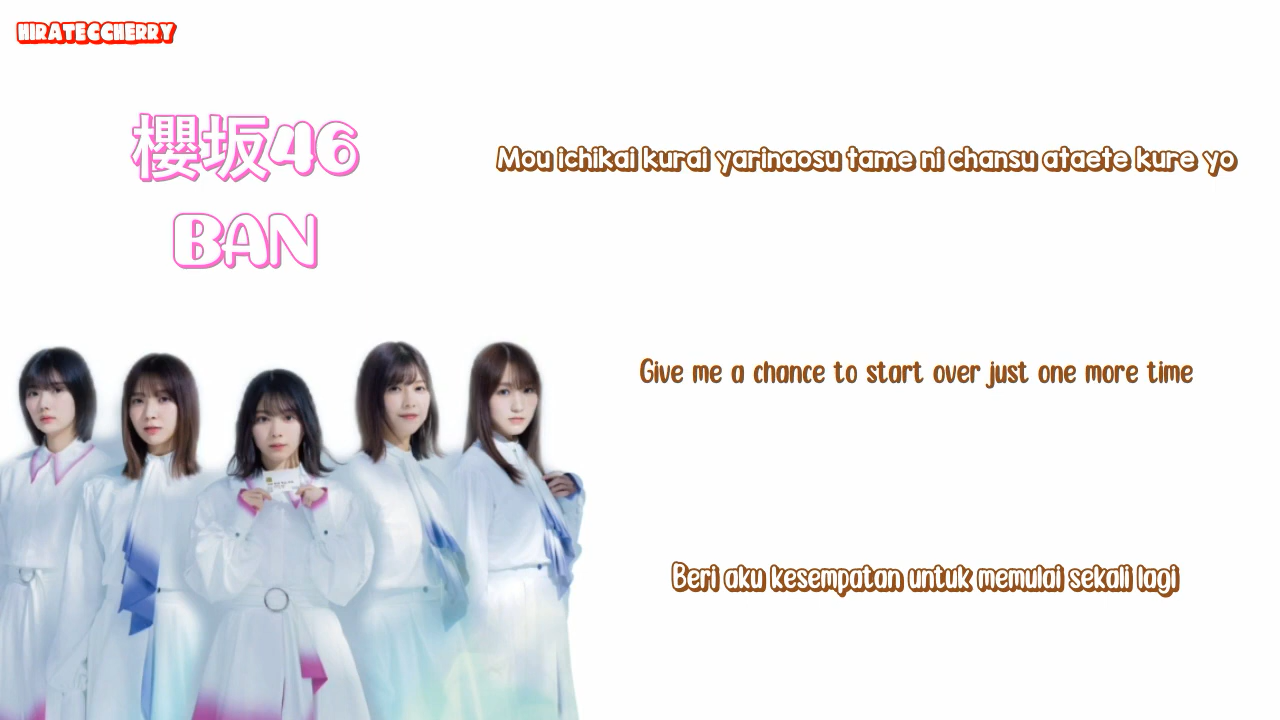 HIRATECCHERRY
櫻坂46
BAN
Mou ichikai kurai yarinaosu tame ni chansu ataete kure yo
Give me a chance to start over just one more time
Beri aku kesempatan untuk memulai sekali lagi